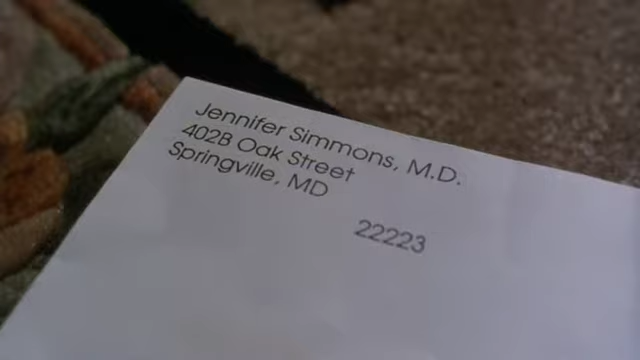 Jennifer Simmons, M.D.
402B Oak Street
Springville, MD
22223